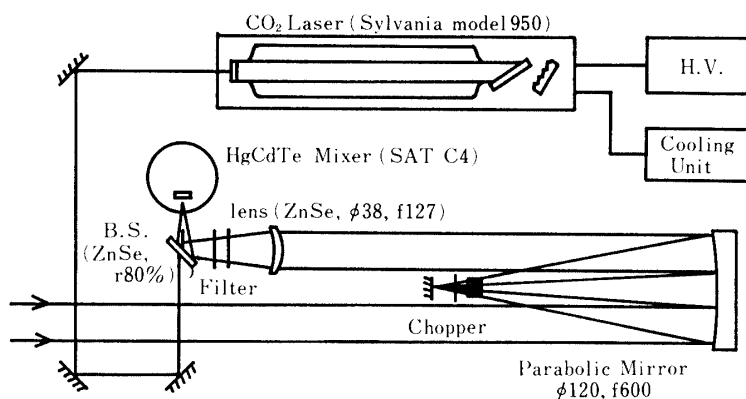 CO₂ Laser (Sylvania model 950)
H.V.
Cooling
Unit
HgCdTe Mixer (SAT C4)
lens (ZnSe, φ38, f127)
B.S.
(ZnSe,
r80%)
Filter
Chopper
Parabolic Mirror
φ120, f600